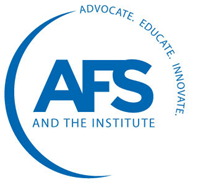 ADVOCATE. EDUCATE. INNOVATE.
AFS
AND THE INSTITUTE